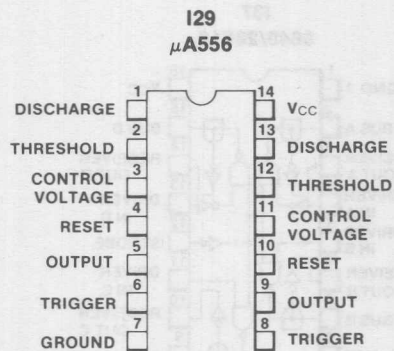 I29
μA556
1 14
DISCHARGE VCC
2 13
THRESHOLD DISCHARGE
3 12
CONTROL VOLTAGE THRESHOLD
4 11
RESET CONTROL VOLTAGE
5 10
OUTPUT RESET
6 9
TRIGGER OUTPUT
7 8
GROUND TRIGGER